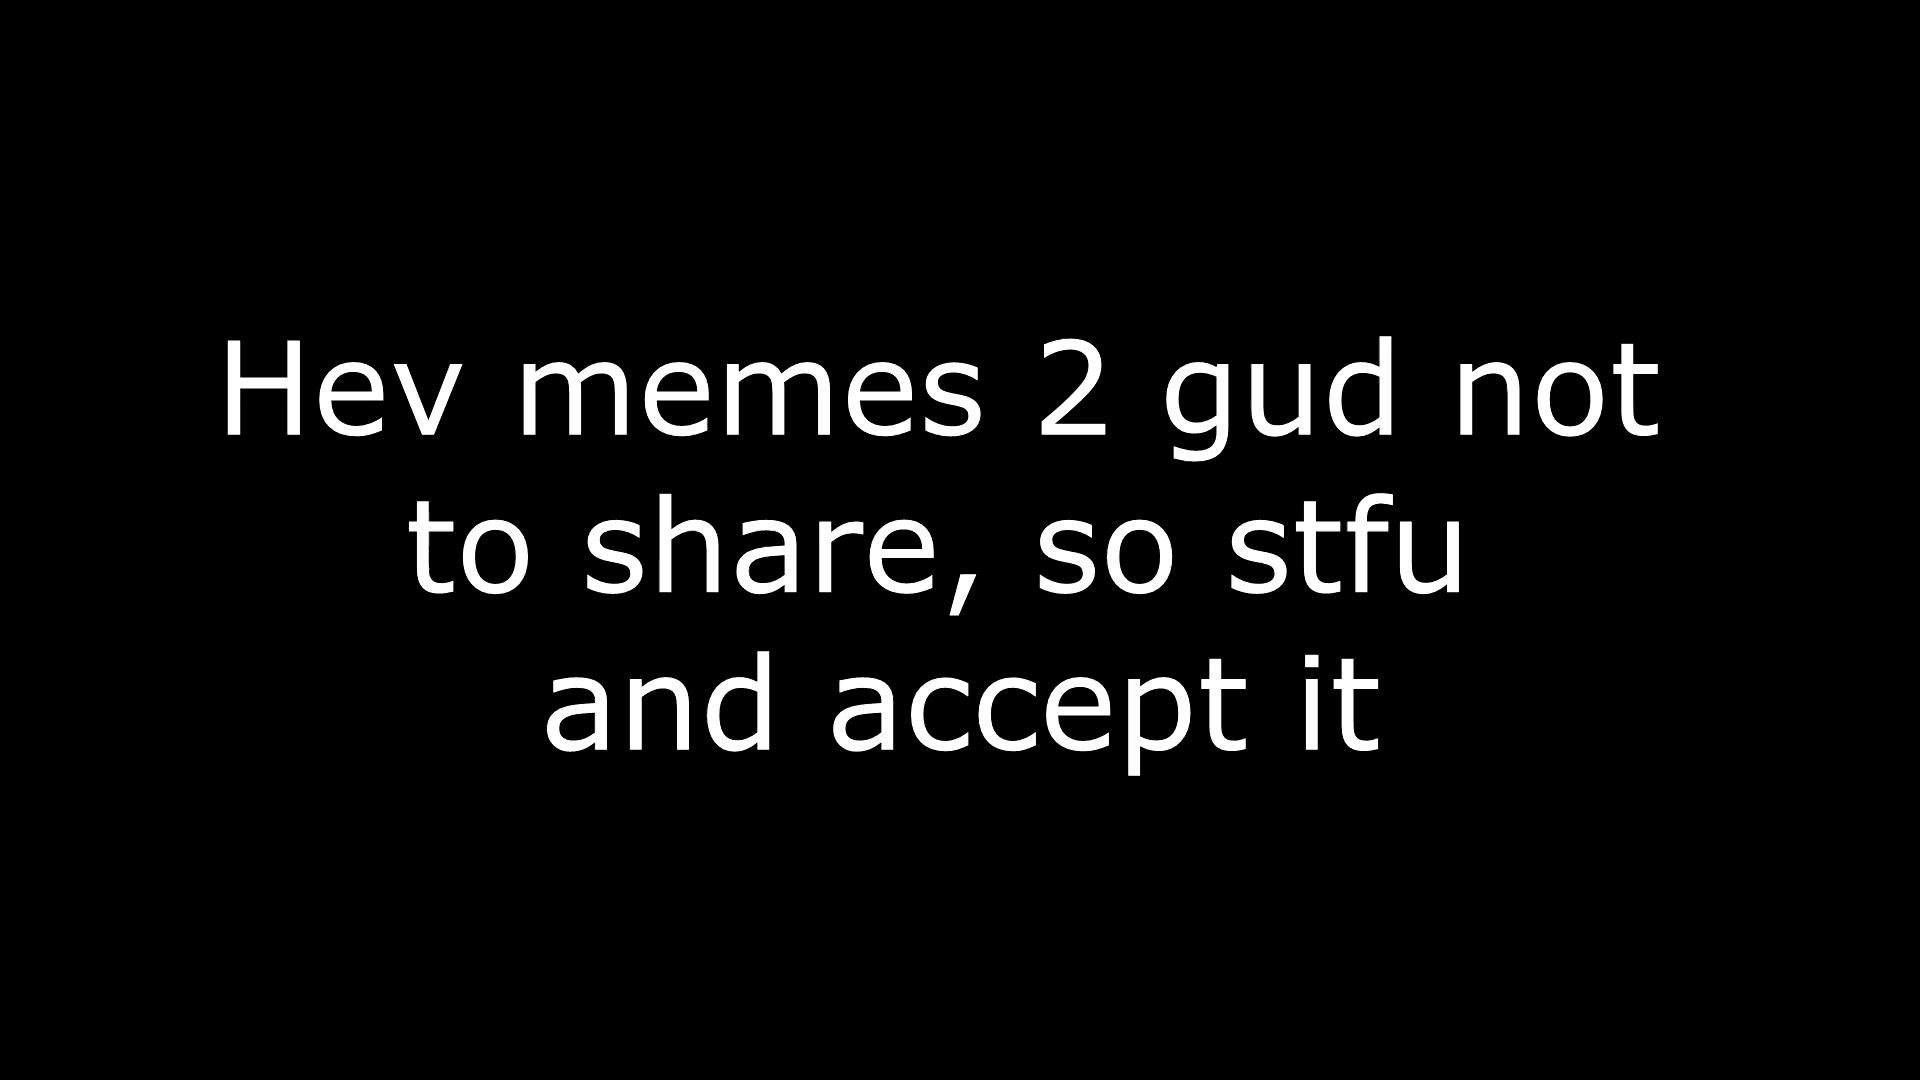 Hev memes 2 gud not
to share, so stfu
and accept it